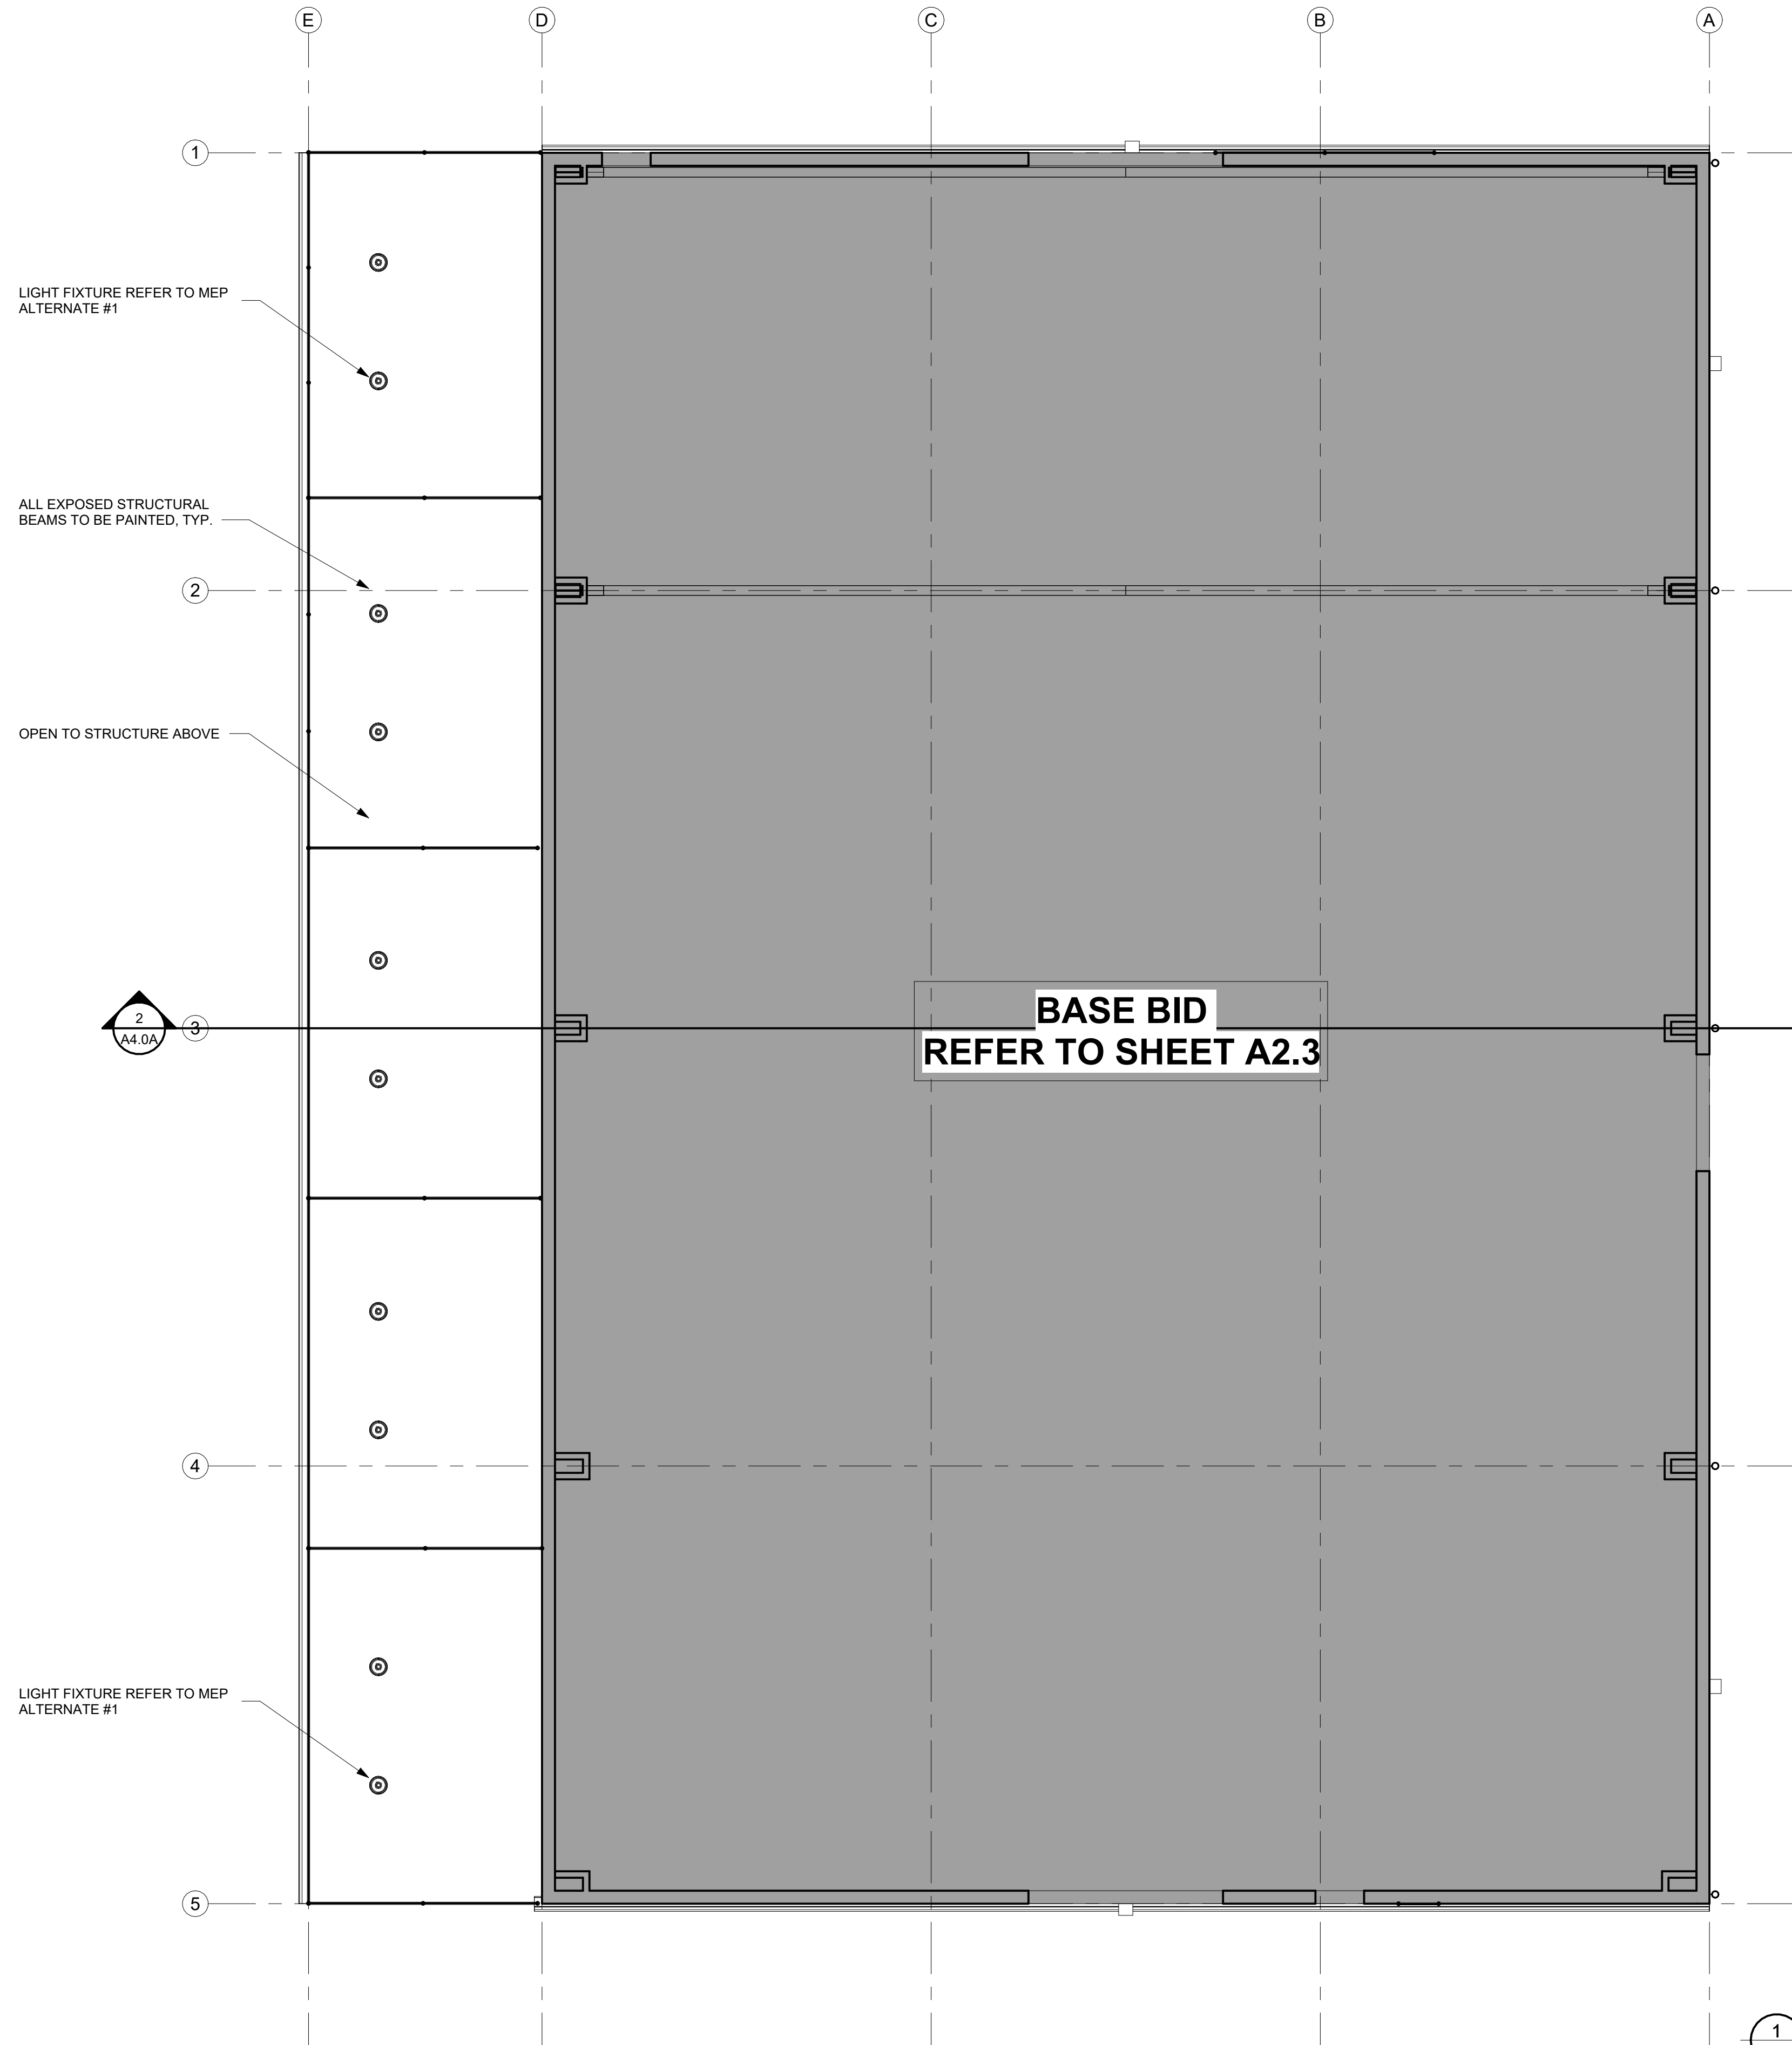 E
D
C
B
A
1
LIGHT FIXTURE REFER TO MEP
ALTERNATE #1
ALL EXPOSED STRUCTURAL
BEAMS TO BE PAINTED, TYP.
2
OPEN TO STRUCTURE ABOVE
2
A4.0A
3
BASE BID
REFER TO SHEET A2.3
4
LIGHT FIXTURE REFER TO MEP
ALTERNATE #1
5
1